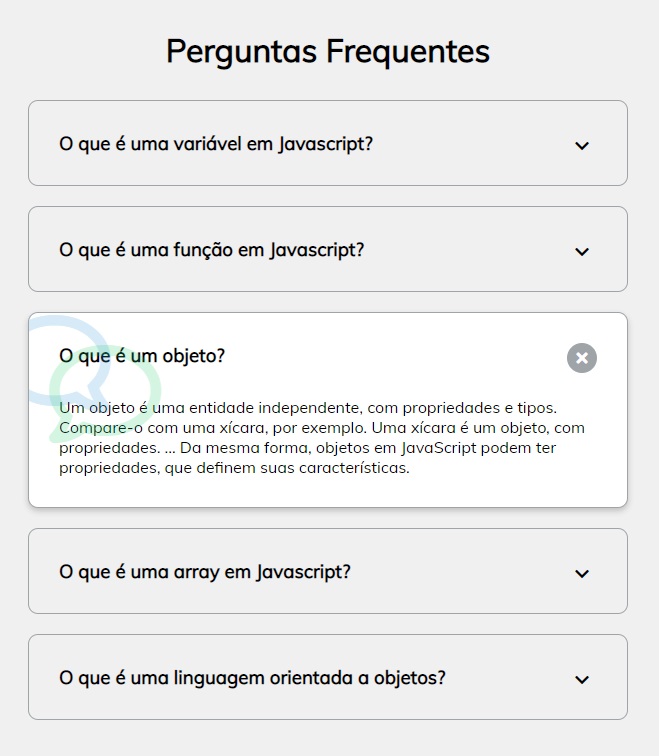 Perguntas Frequentes
O que é uma variável em Javascript?
O que é uma função em Javascript?
O que é um objeto?
Um objeto é uma entidade independente, com propriedades e tipos.
Compare-o com uma xícara, por exemplo. Uma xícara é um objeto, com
propriedades. ... Da mesma forma, objetos em JavaScript podem ter
propriedades, que definem suas características.
O que é uma array em Javascript?
O que é uma linguagem orientada a objetos?